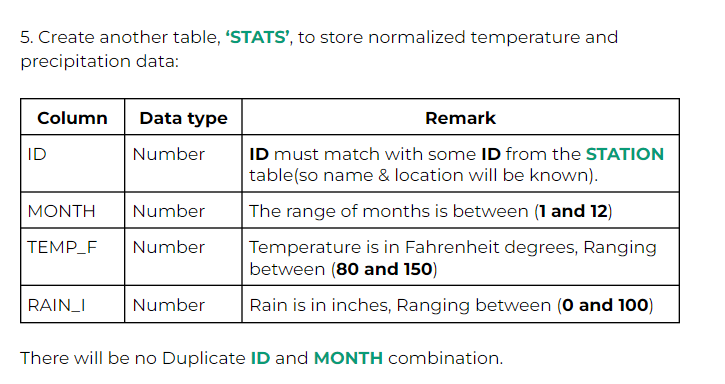 5. Create another table, ‘STATS’, to store normalized temperature and
precipitation data:
Column Data type Remark
ID Number ID must match with some ID from the STATION
table(so name & location will be known).
MONTH Number The range of months is between (1 and 12)
TEMP_F Number Temperature is in Fahrenheit degrees, Ranging
between (80 and 150)
RAIN_I Number Rain is in inches, Ranging between (0 and 100)
There will be no Duplicate ID and MONTH combination.